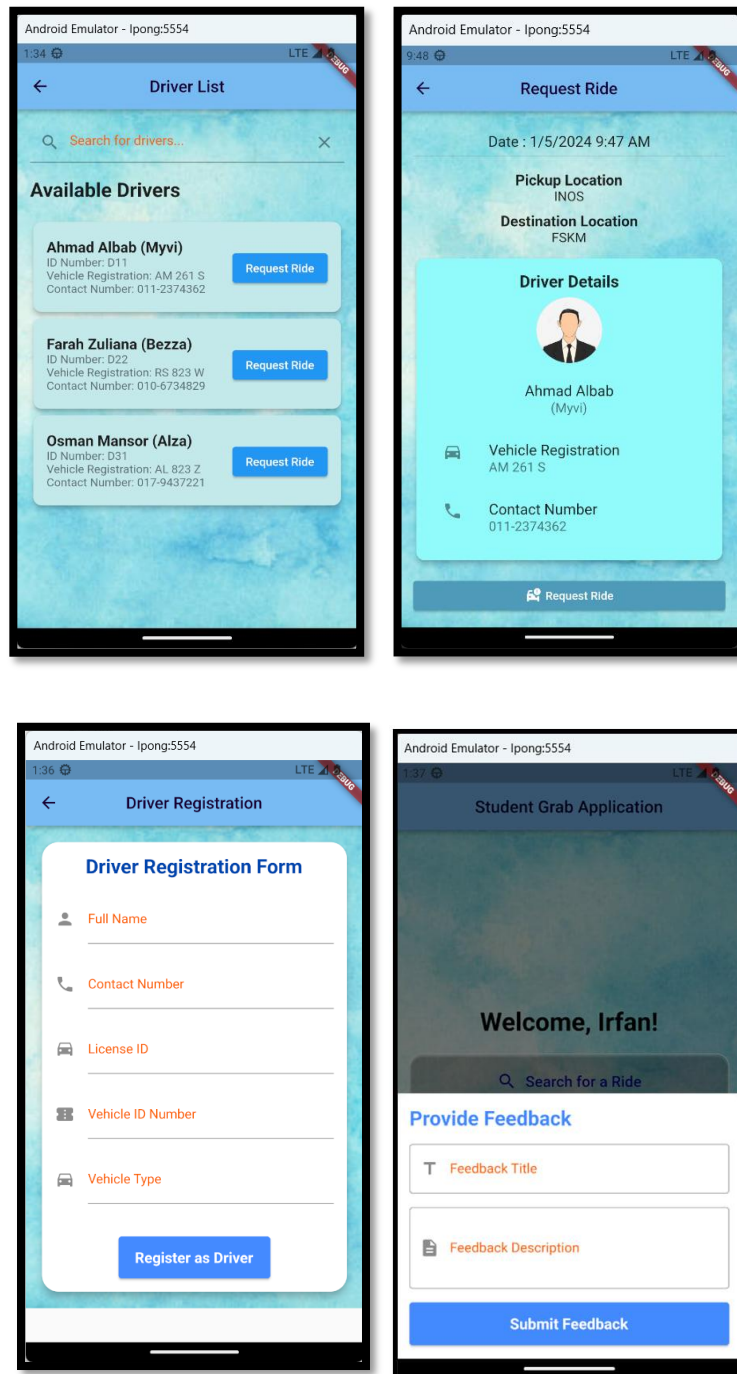 Android Emulator - Ipong:5554
1:34 LTE
DEBUG
Driver List
Search for drivers...
Available Drivers
Ahmad Albab (Myvi)
ID Number: D11
Vehicle Registration: AM 261 S
Contact Number: 011-2374362
Request Ride
Farah Zuliana (Bezza)
ID Number: D22
Vehicle Registration: RS 823 W
Contact Number: 010-6734829
Request Ride
Osman Mansor (Alza)
ID Number: D31
Vehicle Registration: AL 823 Z
Contact Number: 017-9437221
Request Ride
Android Emulator - Ipong:5554
9:48 LTE
DEBUG
Request Ride
Date : 1/5/2024 9:47 AM
Pickup Location
INOS
Destination Location
FSKM
Driver Details
Ahmad Albab
(Myvi)
Vehicle Registration
AM 261 S
Contact Number
011-2374362
Request Ride
Android Emulator - Ipong:5554
1:36 LTE
DEBUG
Driver Registration
Driver Registration Form
Full Name
Contact Number
License ID
Vehicle ID Number
Vehicle Type
Register as Driver
Android Emulator - Ipong:5554
1:37 LTE
DEBUG
Student Grab Application
Welcome, Irfan!
Search for a Ride
Provide Feedback
Feedback Title
Feedback Description
Submit Feedback